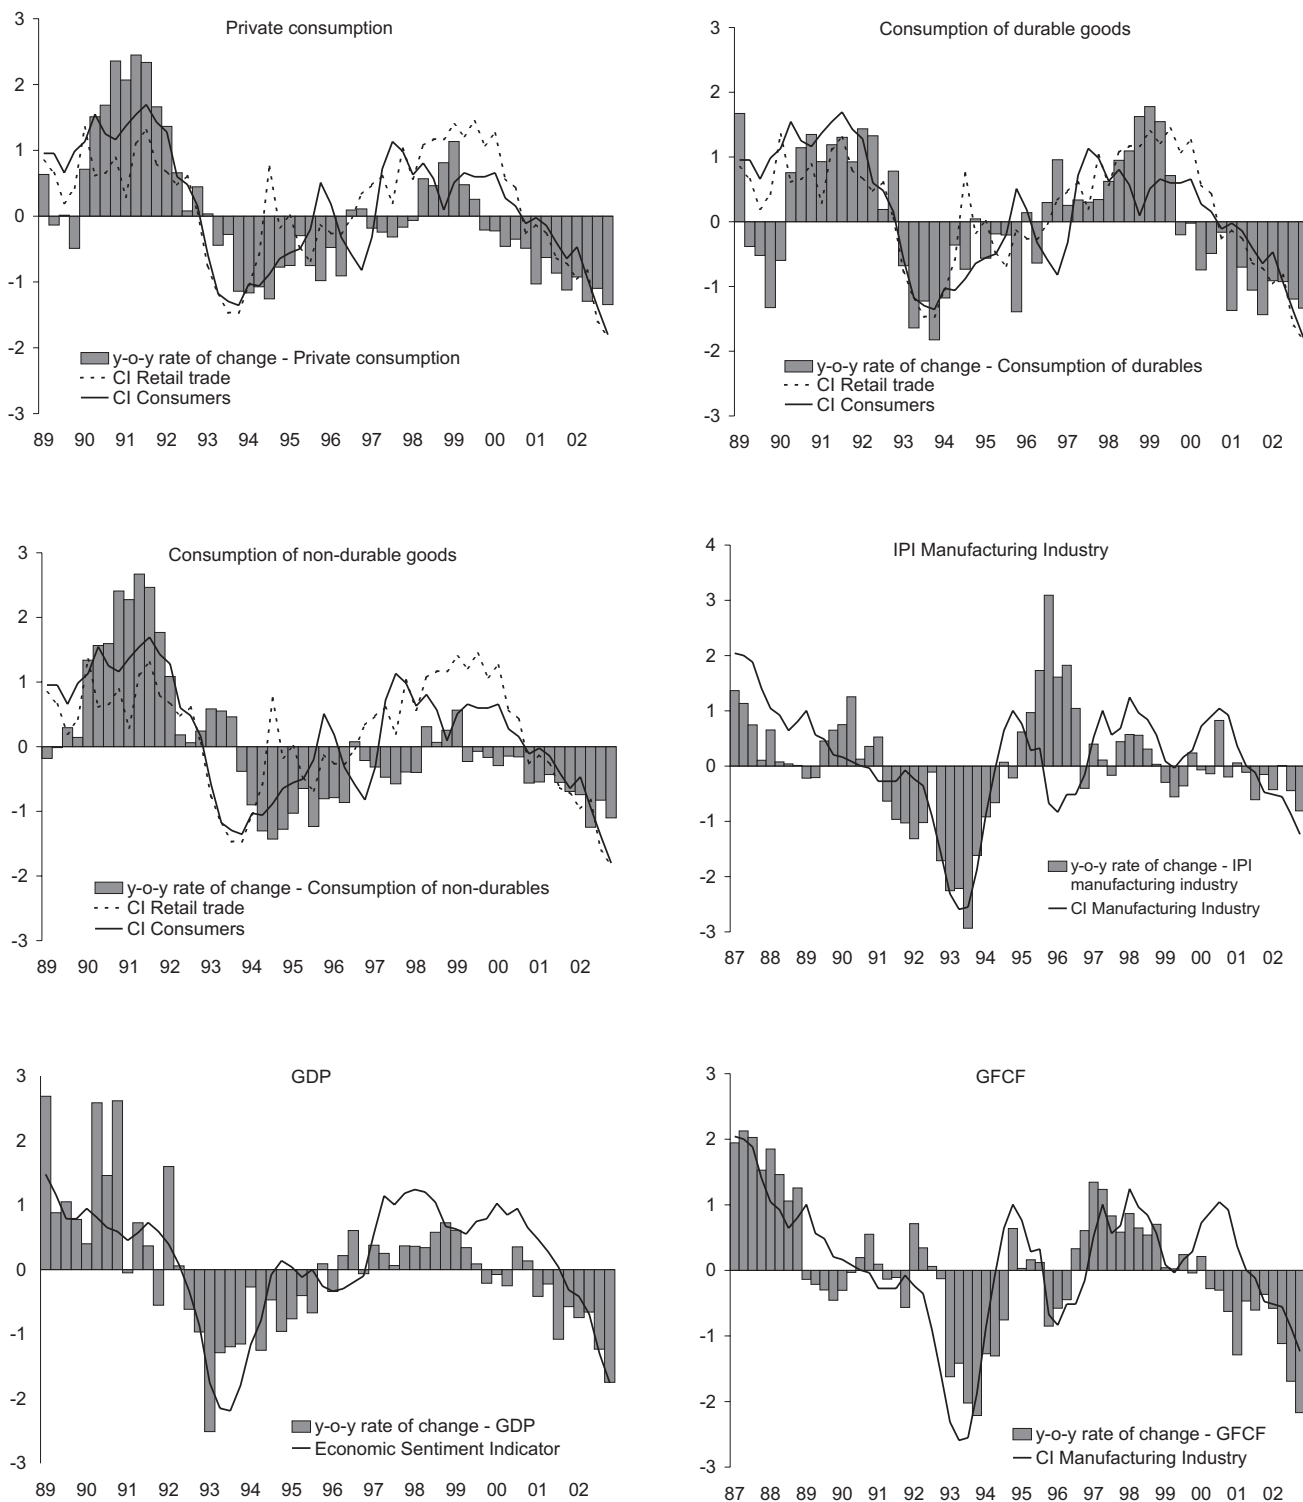 Private consumption
3
2
1
0
-1
-2
-3
y-o-y rate of change - Private consumption
CI Retail trade
CI Consumers
89 90 91 92 93 94 95 96 97 98 99 00 01 02
Consumption of durable goods
3
2
1
0
-1
-2
-3
y-o-y rate of change - Consumption of durables
CI Retail trade
CI Consumers
89 90 91 92 93 94 95 96 97 98 99 00 01 02
Consumption of non-durable goods
3
2
1
0
-1
-2
-3
y-o-y rate of change - Consumption of non-durables
CI Retail trade
CI Consumers
89 90 91 92 93 94 95 96 97 98 99 00 01 02
IPI Manufacturing Industry
4
3
2
1
0
-1
-2
-3
y-o-y rate of change - IPI
manufacturing industry
CI Manufacturing Industry
87 88 89 90 91 92 93 94 95 96 97 98 99 00 01 02
GDP
3
2
1
0
-1
-2
-3
y-o-y rate of change - GDP
Economic Sentiment Indicator
89 90 91 92 93 94 95 96 97 98 99 00 01 02
GFCF
3
2
1
0
-1
-2
-3
y-o-y rate of change - GFCF
CI Manufacturing Industry
87 88 89 90 91 92 93 94 95 96 97 98 99 00 01 02